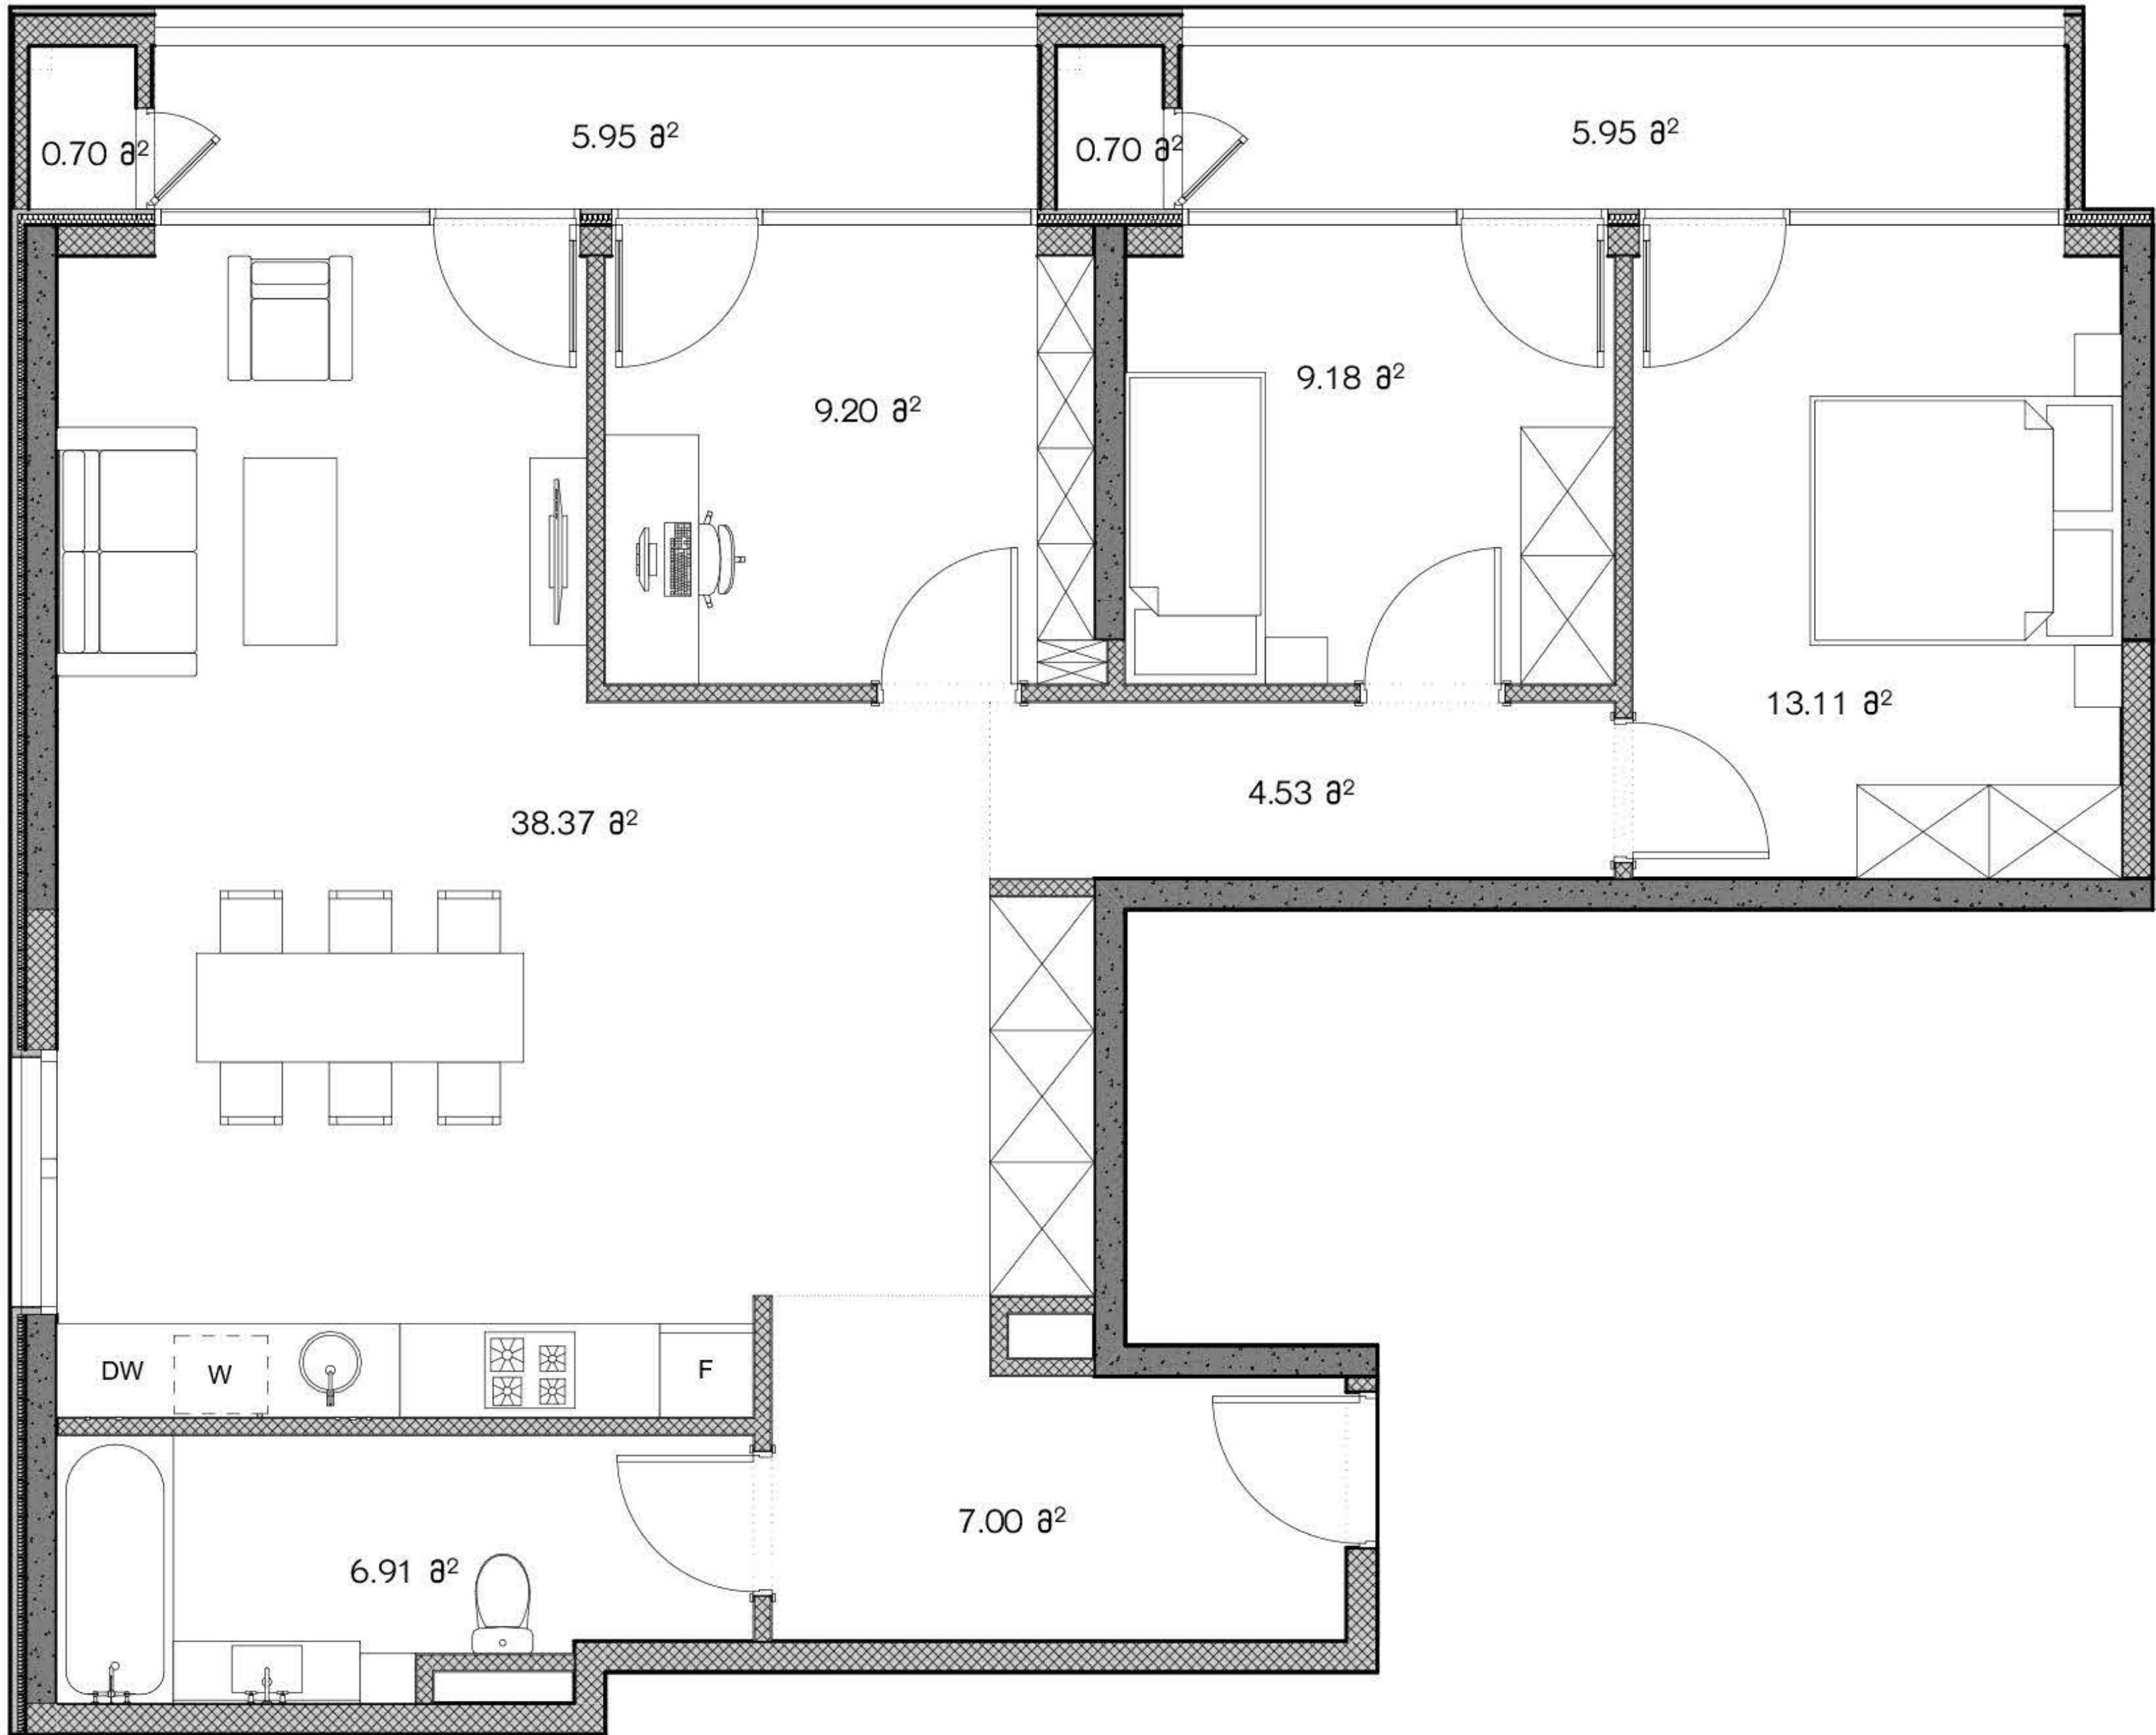 0.70 მ²
5.95 მ²
0.70 მ²
5.95 მ²
9.20 მ²
9.18 მ²
13.11 მ²
38.37 მ²
4.53 მ²
DW
W
F
6.91 მ²
7.00 მ²